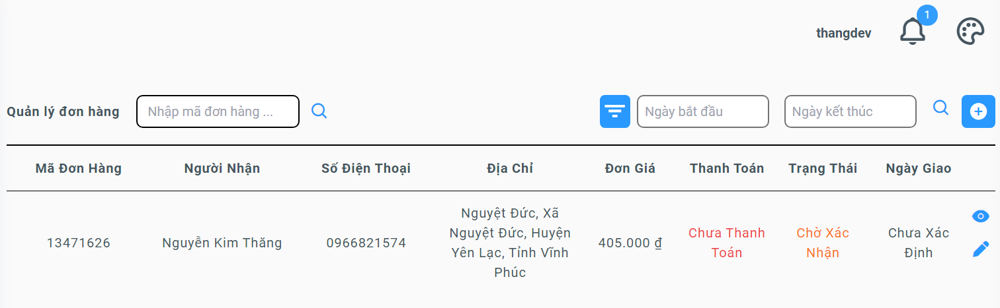 1
thangdev
Quản lý đơn hàng Nhập mã đơn hàng ... Ngày bắt đầu Ngày kết thúc
Mã Đơn Hàng Người Nhận Số Điện Thoại Địa Chỉ Đơn Giá Thanh Toán Trạng Thái Ngày Giao
13471626
Nguyễn Kim Thăng
0966821574
Nguyệt Đức, Xã
Nguyệt Đức, Huyện
Yên Lạc, Tỉnh Vĩnh
Phúc
405.000 ₫
Chưa Thanh
Toán
Chờ Xác
Nhận
Chưa Xác
Định